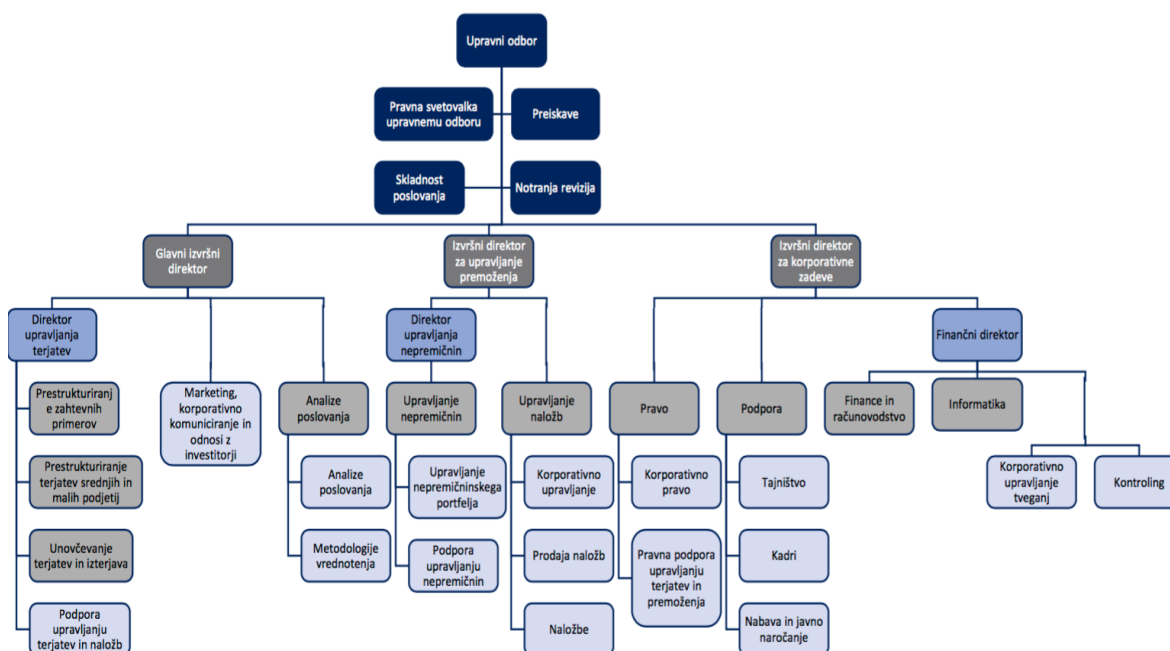 Upravni odbor
Pravna svetovalka
upravnemu odboru
Preiskave
Skladnost
poslovanja
Notranja revizija
Glavni izvršni
direktor
Izvršni direktor
za upravljanje
premoženja
Izvršni direktor
za korporativne
zadeve
Direktor
upravljanja
terjatev
Direktor
upravljanja
nepremičnin
Finančni direktor
Prestrukturiranj
e zahtevnih
primerov
Marketing,
korporativno
komuniciranje in
odnosi z
investitorji
Analize
poslovanja
Upravljanje
nepremičnin
Upravljanje
naložb
Pravo
Podpora
Finance in
računovodstvo
Informatika
Prestrukturiranje
terjatev srednjih in
malih podjetij
Analize
poslovanja
Upravljanje
nepremičninskega
portfelja
Korporativno
upravljanje
Korporativno
pravo
Tajništvo
Korporativno
upravljanje
tveganj
Kontroling
Unovčevanje
terjatev in izterjava
Metodologije
vrednotenja
Podpora
upravljanju
nepremičnin
Prodaja naložb
Pravna podpora
upravljanju
terjatev in
premoženja
Kadri
Podpora
upravljanju
terjatev in naložb
Naložbe
Nabava in javno
naročanje